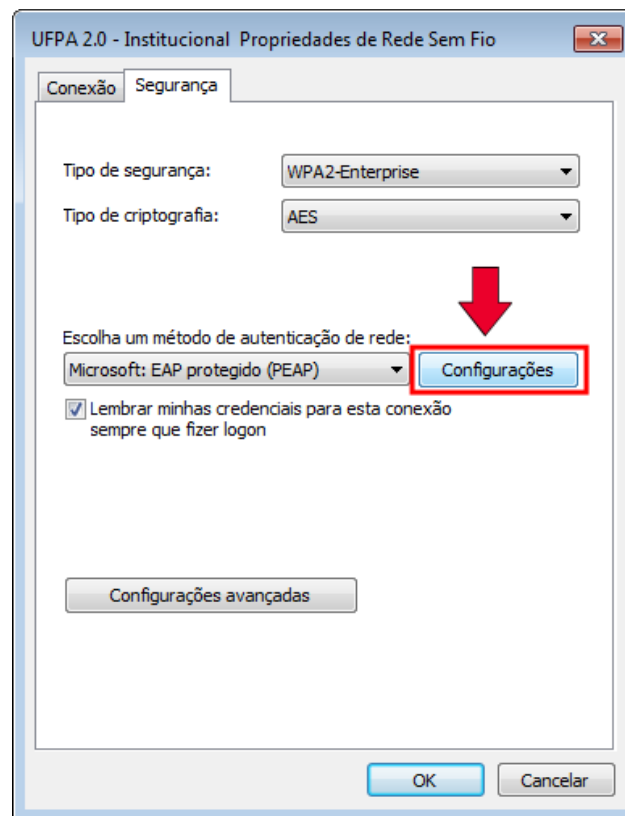 UFPA 2.0 - Institucional  Propriedades de Rede Sem Fio
Conexão
Segurança
Tipo de segurança:
WPA2-Enterprise
Tipo de criptografia:
AES
Escolha um método de autenticação de rede:
Microsoft: EAP protegido (PEAP)
Configurações
Lembrar minhas credenciais para esta conexão
sempre que fizer logon
Configurações avançadas
OK
Cancelar